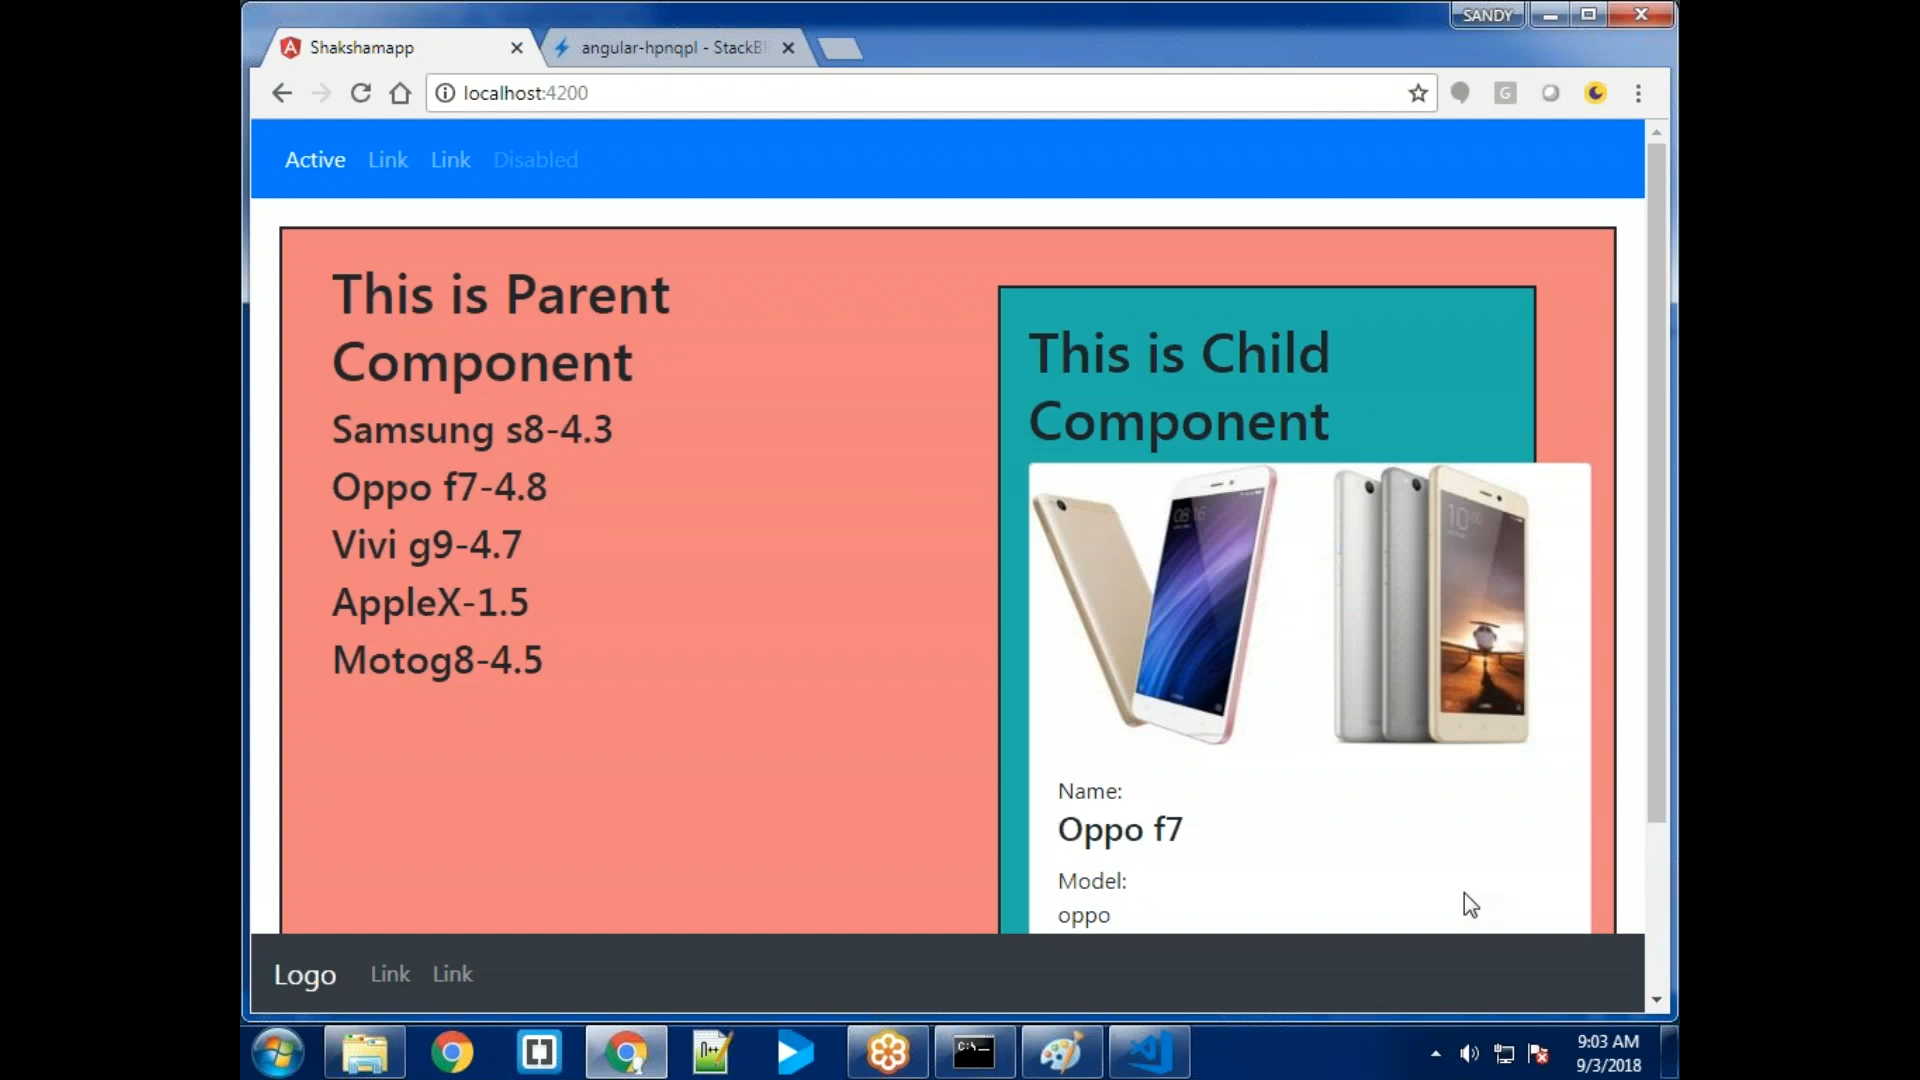 SANDY
Shakshamapp
angular-hpnqpl - StackB
localhost:4200
Active Link Link Disabled
This is Parent
Component
Samsung s8-4.3
Oppo f7-4.8
Vivi g9-4.7
AppleX-1.5
Motog8-4.5
This is Child
Component
Name:
Oppo f7
Model:
oppo
Logo Link Link
9:03 AM
9/3/2018